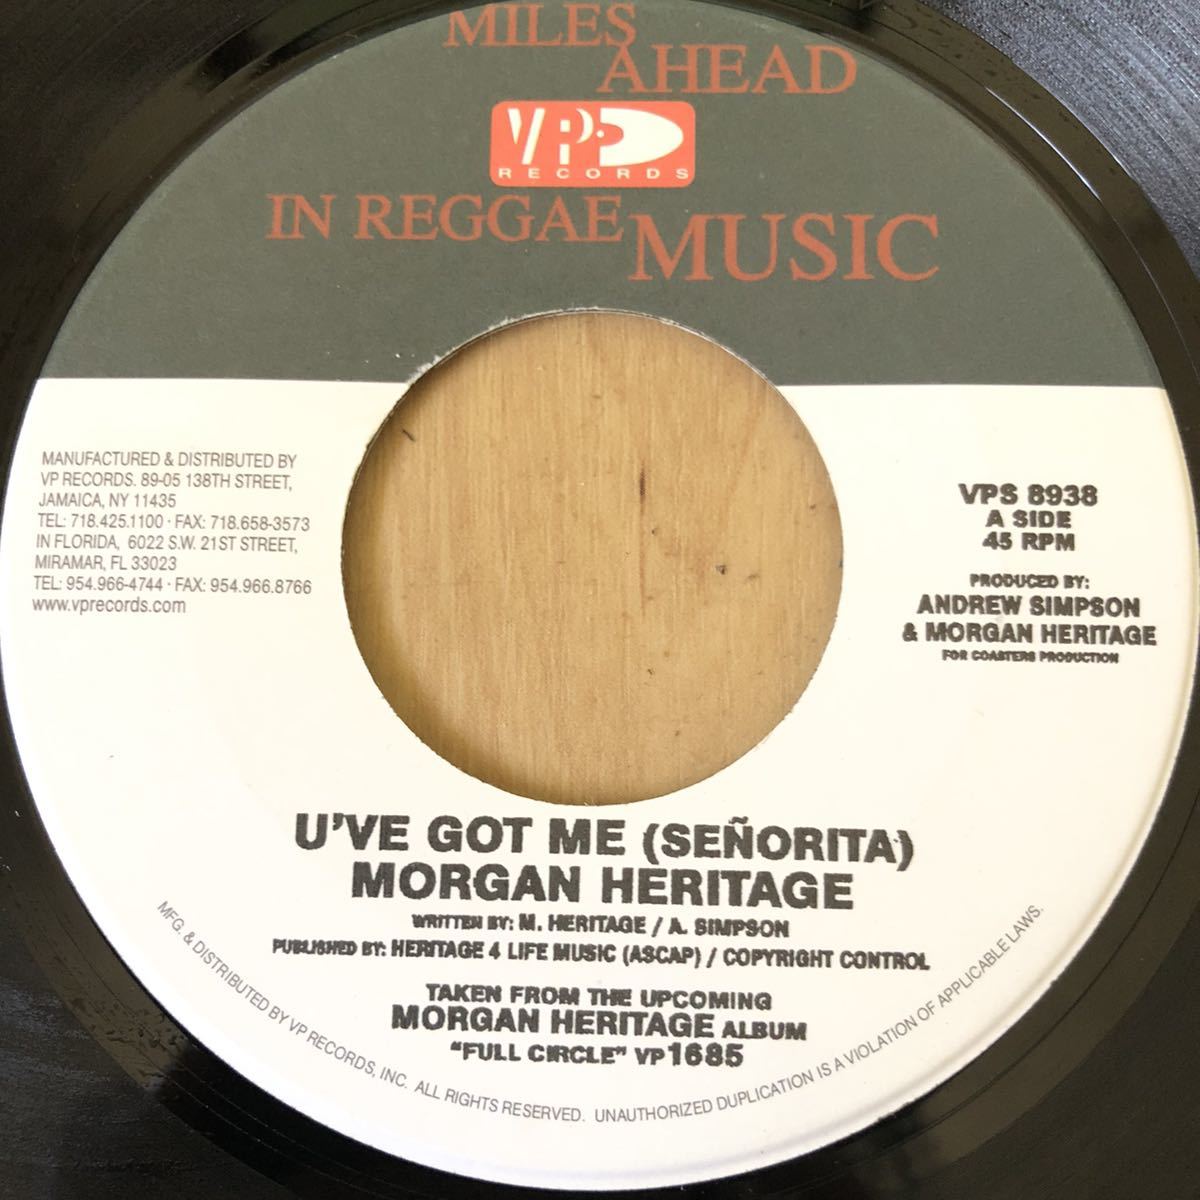 MILES
AHEAD
VP
RECORDS
IN REGGAE MUSIC
MANUFACTURED & DISTRIBUTED BY
VP RECORDS. 89-05 138TH STREET,
JAMAICA, NY 11435
TEL: 718.425.1100 · FAX: 718.658-3573
IN FLORIDA, 6022 S.W. 21ST STREET,
MIRAMAR, FL 33023
TEL: 954.966-4744 · FAX: 954.966.8766
www.vprecords.com
VPS 8938
A SIDE
45 RPM
PRODUCED BY:
ANDREW SIMPSON
& MORGAN HERITAGE
FOR COASTERS PRODUCTION
U'VE GOT ME (SEÑORITA)
MORGAN HERITAGE
WRITTEN BY: M. HERITAGE / A. SIMPSON
PUBLISHED BY: HERITAGE 4 LIFE MUSIC (ASCAP) / COPYRIGHT CONTROL
TAKEN FROM THE UPCOMING
MORGAN HERITAGE ALBUM
"FULL CIRCLE" VP 1685
MFG. & DISTRIBUTED BY VP RECORDS, INC. ALL RIGHTS RESERVED. UNAUTHORIZED DUPLICATION IS A VIOLATION OF APPLICABLE LAWS.